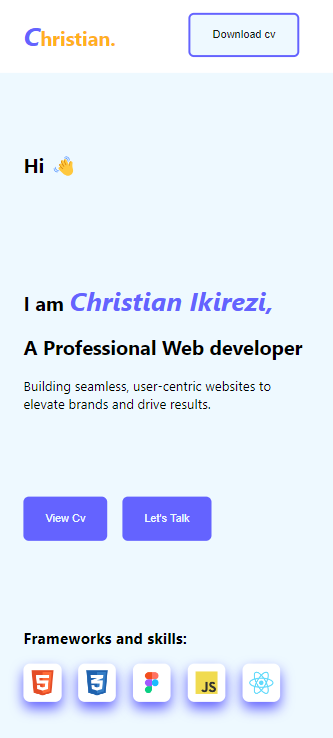 Christian.
Download cv
Hi 👋
I am Christian Ikirezi,
A Professional Web developer
Building seamless, user-centric websites to
elevate brands and drive results.
View Cv
Let's Talk
Frameworks and skills:
5
3
JS